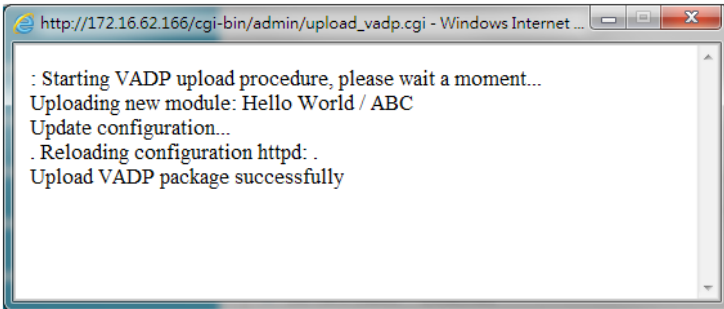 http://172.16.62.166/cgi-bin/admin/upload_vadp.cgi - Windows Internet ...
: Starting VADP upload procedure, please wait a moment...
Uploading new module: Hello World / ABC
Update configuration...
. Reloading configuration httpd: .
Upload VADP package successfully